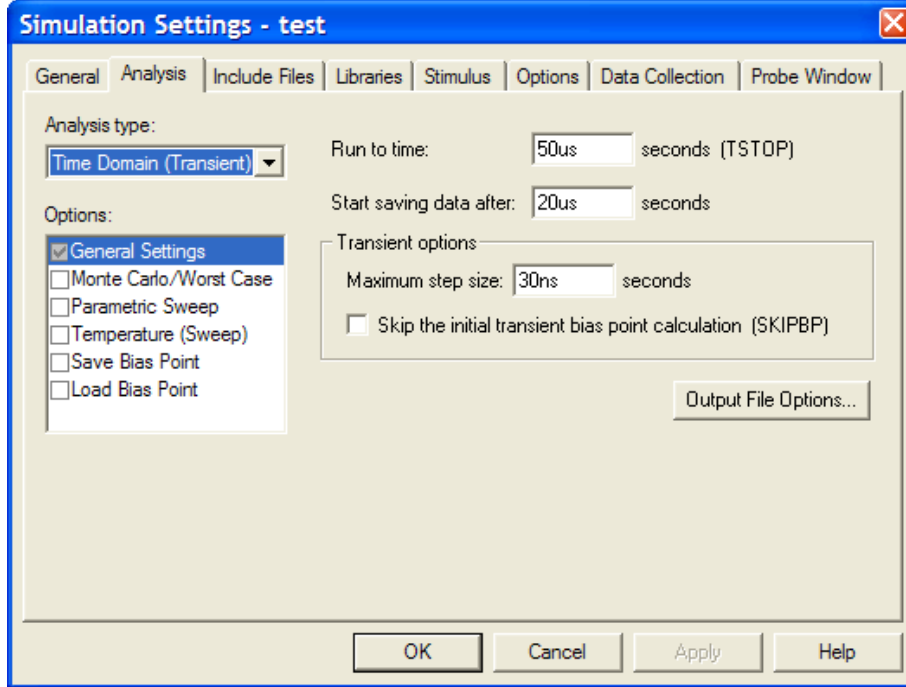 Simulation Settings - test
General Analysis Include Files Libraries Stimulus Options Data Collection Probe Window
Analysis type:
Time Domain (Transient)
Options:
General Settings
Monte Carlo/Worst Case
Parametric Sweep
Temperature (Sweep)
Save Bias Point
Load Bias Point
Run to time: 50us seconds (TSTOP)
Start saving data after: 20us seconds
Transient options
Maximum step size: 30ns seconds
Skip the initial transient bias point calculation (SKIPBP)
Output File Options...
OK Cancel Apply Help